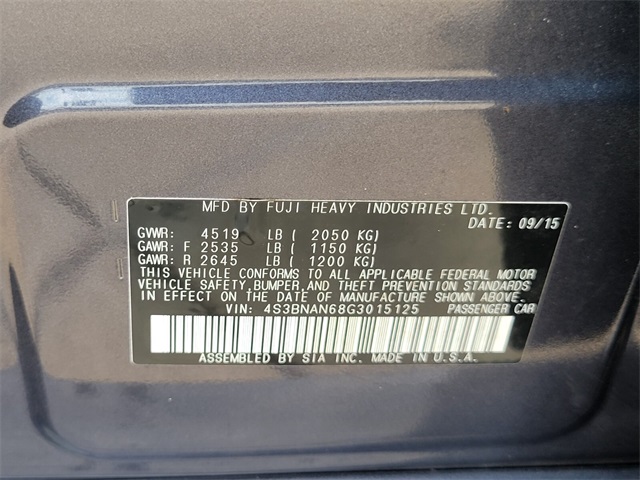 MFD BY FUJI HEAVY INDUSTRIES LTD.
DATE: 09/15
GVWR: 4519 LB ( 2050 KG)
GAWR: F 2535 LB ( 1150 KG)
GAWR: R 2645 LB ( 1200 KG)
THIS VEHICLE CONFORMS TO ALL APPLICABLE FEDERAL MOTOR
VEHICLE SAFETY, BUMPER, AND THEFT PREVENTION STANDARDS
IN EFFECT ON THE DATE OF MANUFACTURE SHOWN ABOVE.
VIN: 4S3BNAN68G3015125 PASSENGER CAR
ASSEMBLED BY SIA INC. MADE IN U.S.A.